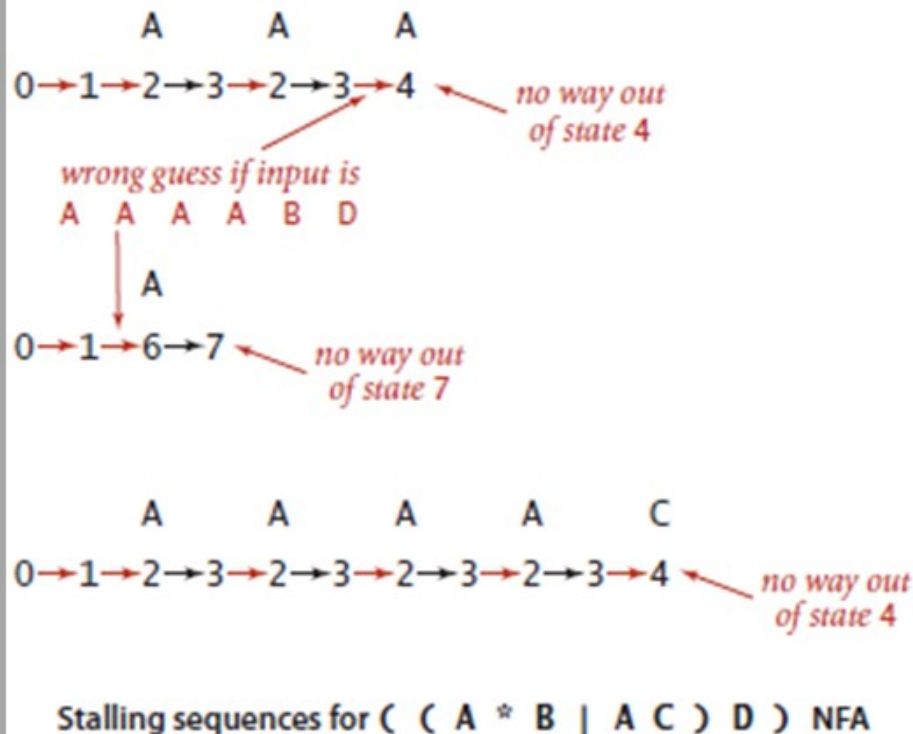 A A A
0→1→2→3→2→3→4
no way out
of state 4
wrong guess if input is
A A A A B D
A
0→1→6→7
no way out
of state 7
A A A A C
0→1→2→3→2→3→2→3→2→3→4
no way out
of state 4
Stalling sequences for ( ( A * B | A C ) D ) NFA